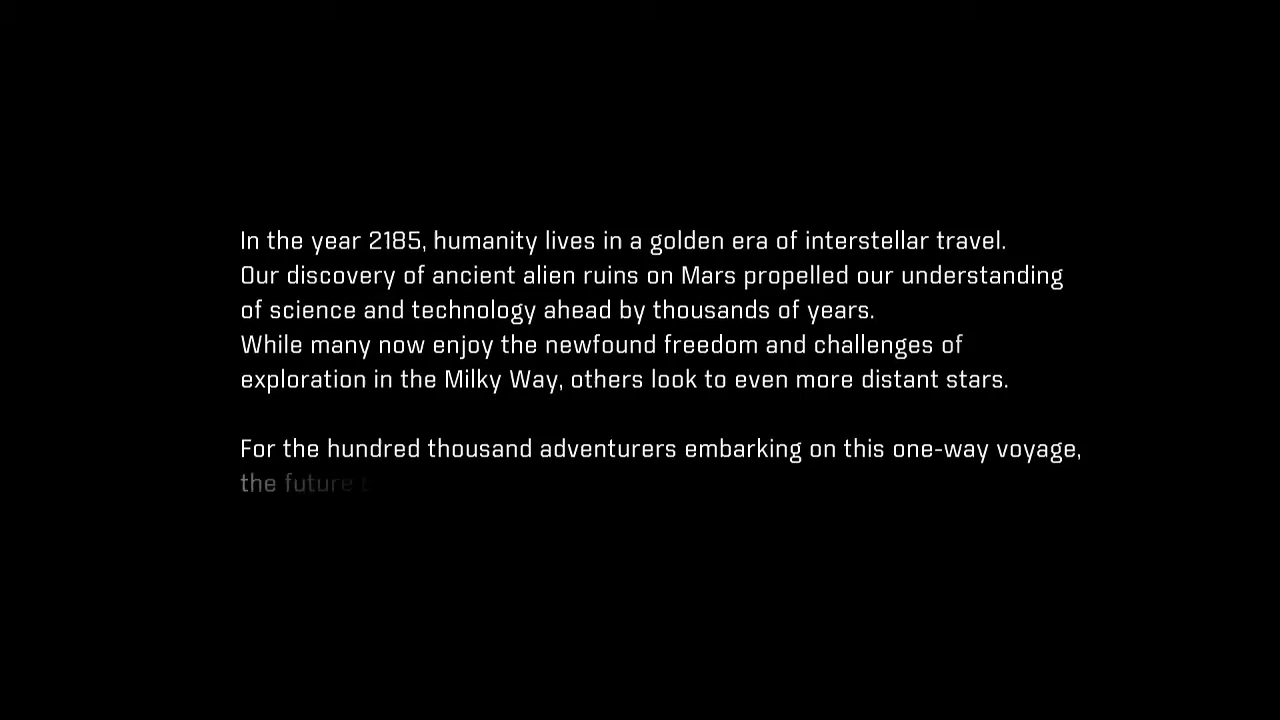 In the year 2185, humanity lives in a golden era of interstellar travel.
Our discovery of ancient alien ruins on Mars propelled our understanding
of science and technology ahead by thousands of years.
While many now enjoy the newfound freedom and challenges of
exploration in the Milky Way, others look to even more distant stars.
For the hundred thousand adventurers embarking on this one-way voyage,
the future